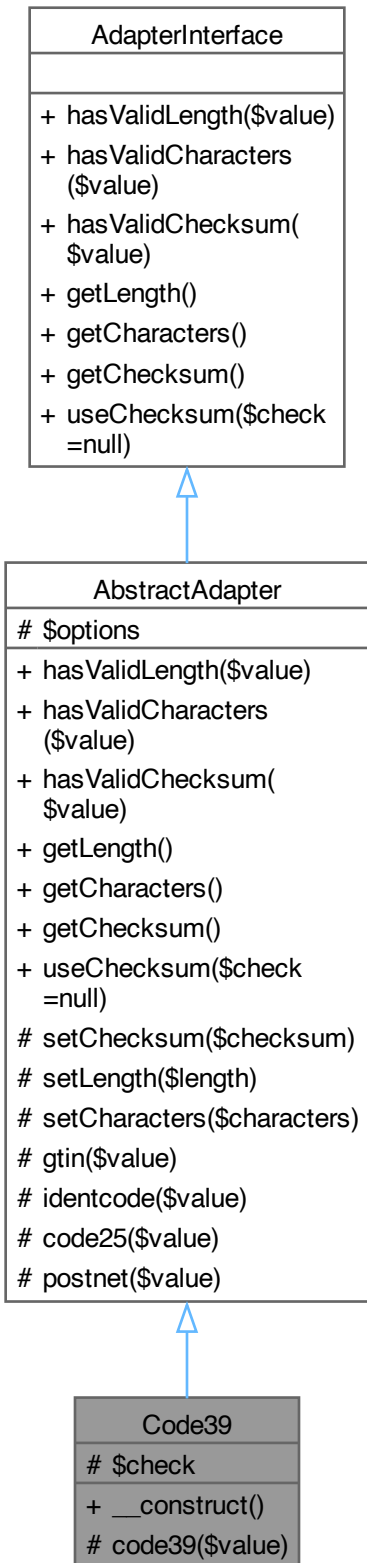 AdapterInterface
+ hasValidLength($value)
+ hasValidCharacters
($value)
+ hasValidChecksum(
$value)
+ getLength()
+ getCharacters()
+ getChecksum()
+ useChecksum($check
=null)
AbstractAdapter
# $options
+ hasValidLength($value)
+ hasValidCharacters
($value)
+ hasValidChecksum(
$value)
+ getLength()
+ getCharacters()
+ getChecksum()
+ useChecksum($check
=null)
# setChecksum($checksum)
# setLength($length)
# setCharacters($characters)
# gtin($value)
# identcode($value)
# code25($value)
# postnet($value)
Code39
# $check
+ __construct()
# code39($value)